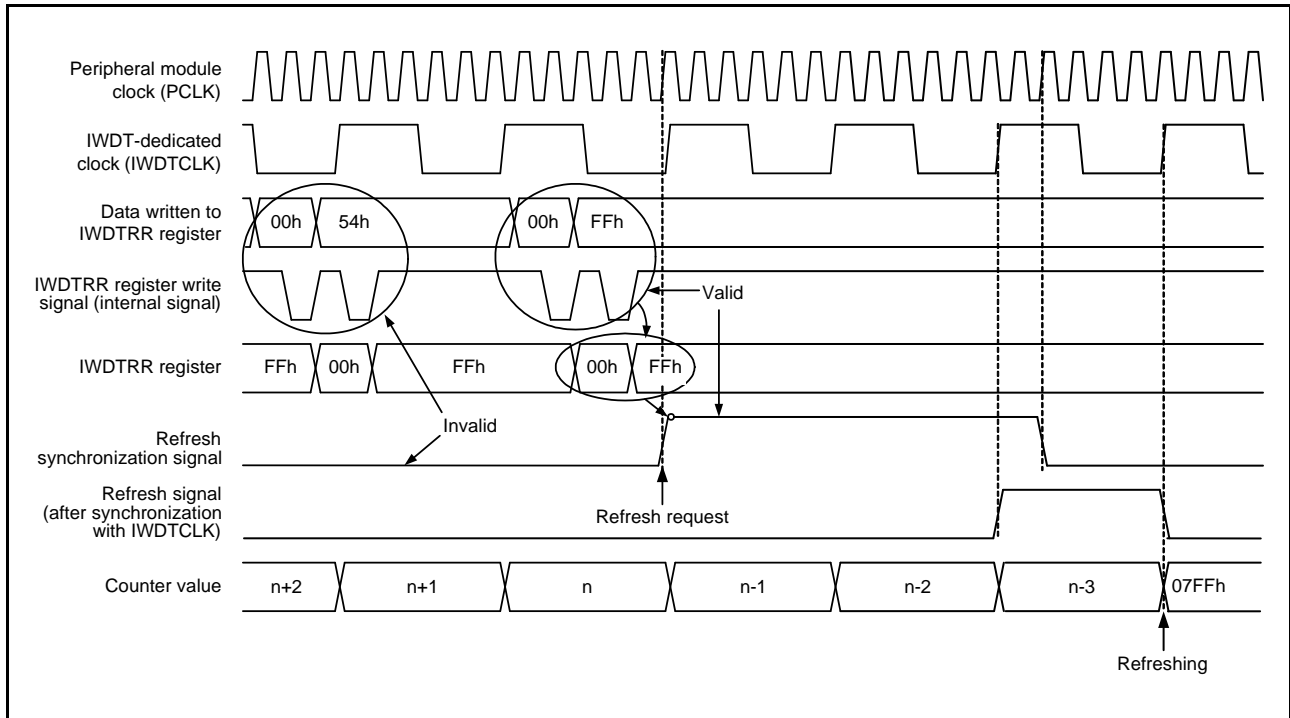 Peripheral module
clock (PCLK)
IWDT-dedicated
clock (IWDTCLK)
Data written to
IWDTRR register
00h
54h
00h
FFh
IWDTRR register write
signal (internal signal)
Valid
IWDTRR register
FFh
00h
FFh
00h
FFh
Invalid
Refresh
synchronization signal
Refresh signal
(after synchronization
with IWDTCLK)
Refresh request
Counter value
n+2
n+1
n
n-1
n-2
n-3
07FFh
Refreshing